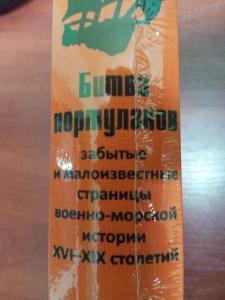 Битва
портуланов
забытые
и малоизвестные
страницы
военно-морской
истории
XVI–XIX столетий